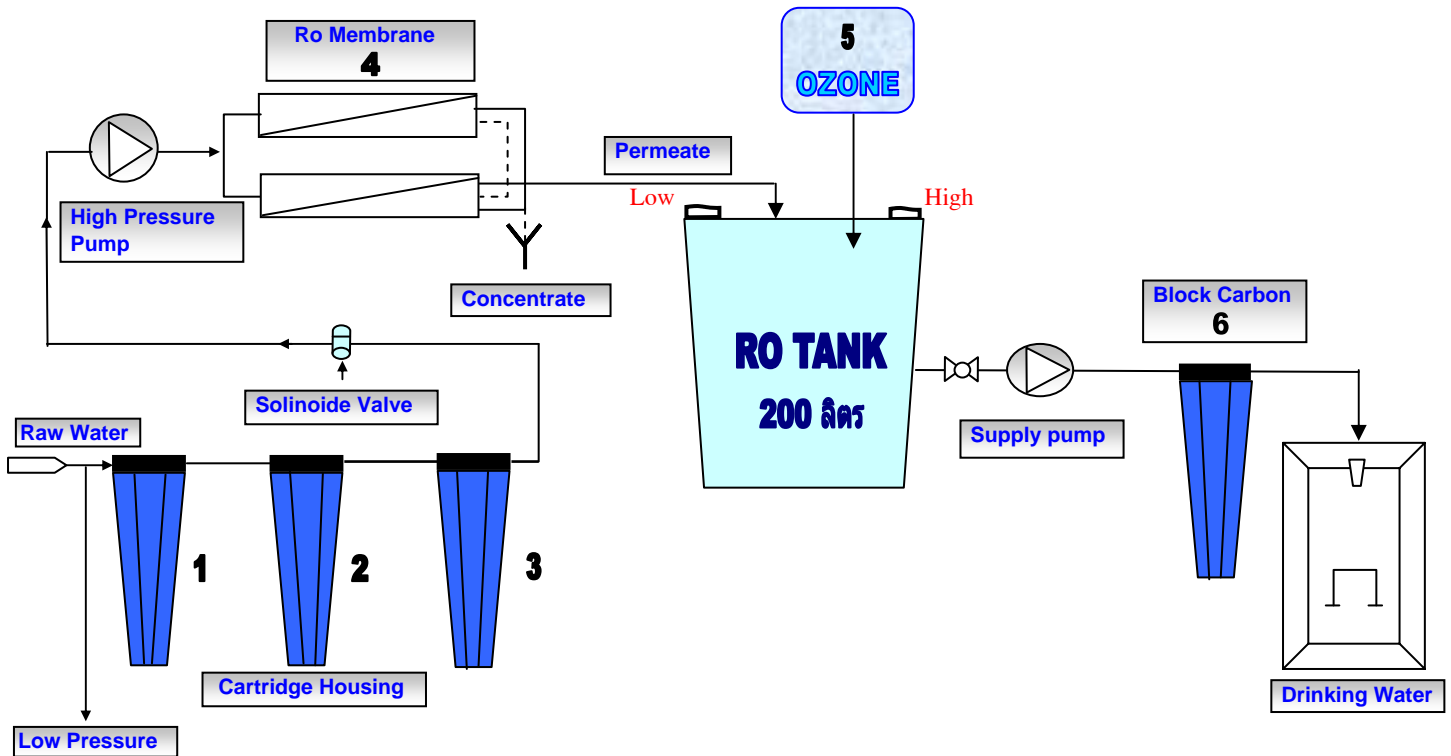 Ro Membrane
4
5
OZONE
Permeate
Low
High
High Pressure
Pump
Concentrate
Block Carbon
6
RO TANK
200 ลิตร
Solinoide Valve
Supply pump
Raw Water
1
2
3
Cartridge Housing
Drinking Water
Low Pressure